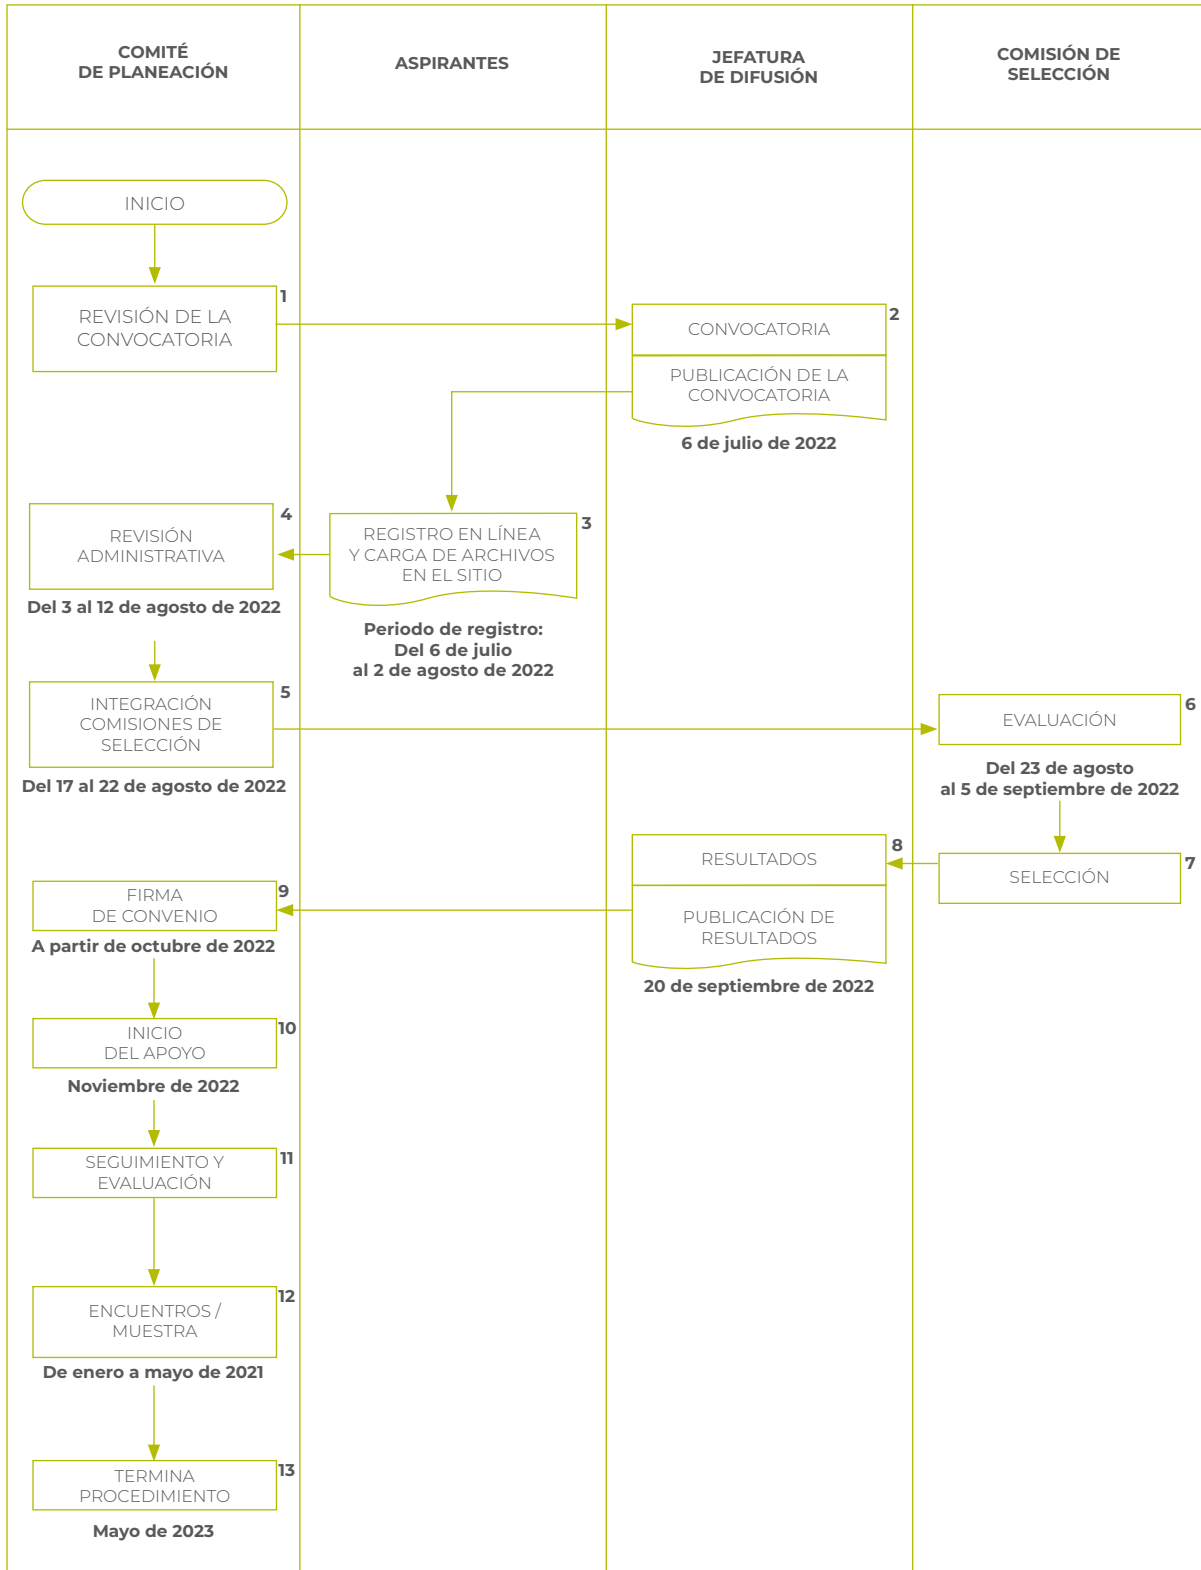 COMITÉ
DE PLANEACIÓN
ASPIRANTES
JEFATURA
DE DIFUSIÓN
COMISIÓN DE
SELECCIÓN
INICIO
1
REVISIÓN DE LA
CONVOCATORIA
2
CONVOCATORIA
PUBLICACIÓN DE LA
CONVOCATORIA
6 de julio de 2022
3
REGISTRO EN LÍNEA
Y CARGA DE ARCHIVOS
EN EL SITIO
Periodo de registro:
Del 6 de julio
al 2 de agosto de 2022
4
REVISIÓN
ADMINISTRATIVA
Del 3 al 12 de agosto de 2022
5
INTEGRACIÓN
COMISIONES DE
SELECCIÓN
Del 17 al 22 de agosto de 2022
6
EVALUACIÓN
Del 23 de agosto
al 5 de septiembre de 2022
7
SELECCIÓN
8
RESULTADOS
PUBLICACIÓN DE
RESULTADOS
20 de septiembre de 2022
9
FIRMA
DE CONVENIO
A partir de octubre de 2022
10
INICIO
DEL APOYO
Noviembre de 2022
11
SEGUIMIENTO Y
EVALUACIÓN
12
ENCUENTROS /
MUESTRA
De enero a mayo de 2021
13
TERMINA
PROCEDIMIENTO
Mayo de 2023